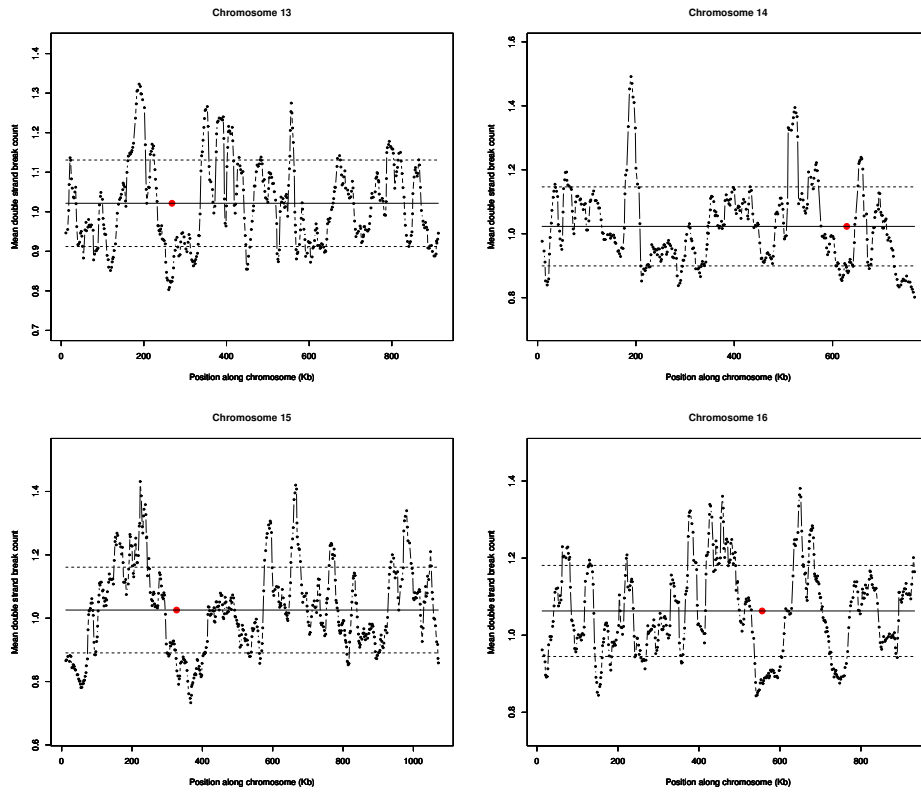 Chromosome 13
Mean double strand break count
0.7 0.8 0.9 1.0 1.1 1.2 1.3 1.4
0 200 400 600 800
Position along chromosome (Kb)
Chromosome 14
Mean double strand break count
0.8 1.0 1.2 1.4 1.6
0 200 400 600
Position along chromosome (Kb)
Chromosome 15
Mean double strand break count
0.6 0.8 1.0 1.2 1.4
0 200 400 600 800 1000
Position along chromosome (Kb)
Chromosome 16
Mean double strand break count
0.8 1.0 1.2 1.4
0 200 400 600 800
Position along chromosome (Kb)